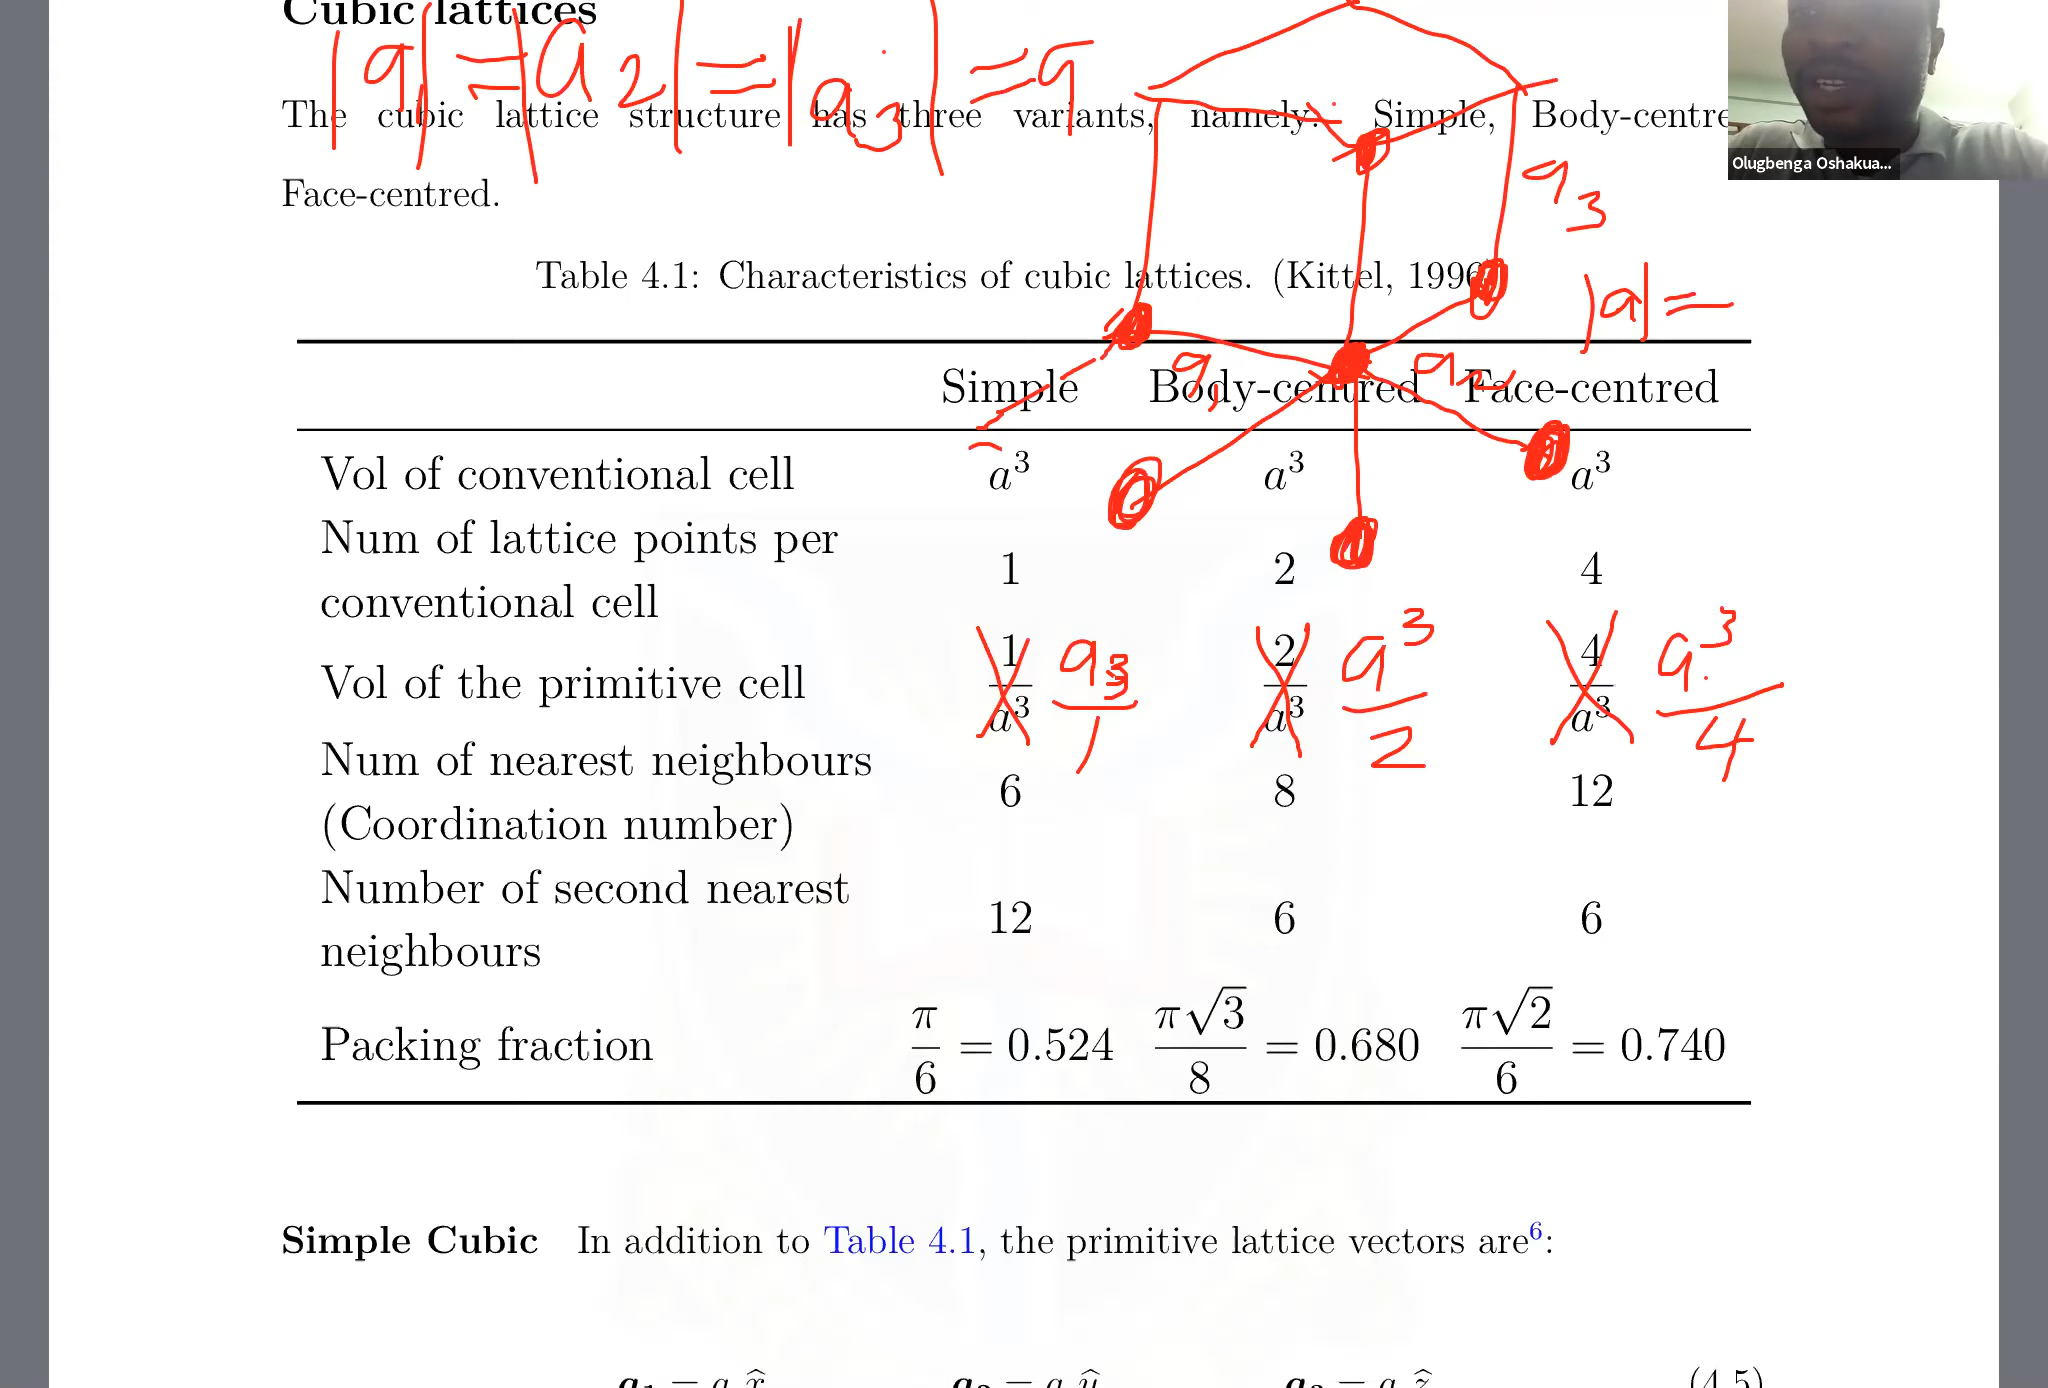 Cubic lattices
|a₁| = |a₂| = |a₃| = a
The cubic lattice structure has three variants, namely: Simple, Body-centre
Olugbenga Oshakua...
Face-centred.
a₃
Table 4.1: Characteristics of cubic lattices. (Kittel, 1996
|a| =
a₁ a₂
Simple Body-centred Face-centred
Vol of conventional cell a³ a³ a³
Num of lattice points per conventional cell 1 2 4
Vol of the primitive cell 1/a³ a³/1 2/a³ a³/2 4/a³ a³/4
Num of nearest neighbours
(Coordination number) 6 8 12
Number of second nearest
neighbours 12 6 6
Packing fraction π/6 = 0.524 π√3/8 = 0.680 π√2/6 = 0.740
Simple Cubic In addition to Table 4.1, the primitive lattice vectors are⁶: